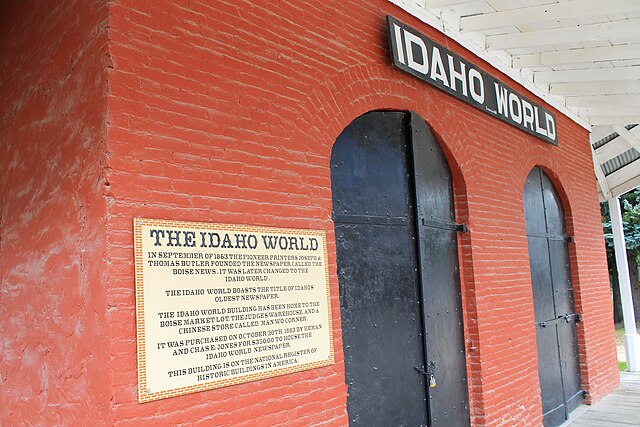 IDAHO WORLD
THE IDAHO WORLD
IN SEPTEMBER OF 1863 THE PIONEER PRINTERS, JOSEPH &
THOMAS BUTLER FOUNDED THE NEWSPAPER CALLED THE
BOISE NEWS. IT WAS LATER CHANGED TO THE
IDAHO WORLD.
THE IDAHO WORLD BOASTS THE TITLE OF IDAHO'S
OLDEST NEWSPAPER.
THE IDAHO WORLD BUILDING HAS BEEN HOME TO THE
BOISE MARKET LOT, THE JUDGES WAREHOUSE AND A
CHINESE STORE CALLED MAN WO CORNER.
IT WAS PURCHASED ON OCTOBER 20TH, 1883 BY HEMAN
AND CHAS E. JONES FOR $350.00 TO HOUSE THE
IDAHO WORLD NEWSPAPER.
THIS BUILDING IS ON THE NATIONAL REGISTER OF
HISTORIC BUILDINGS IN AMERICA.